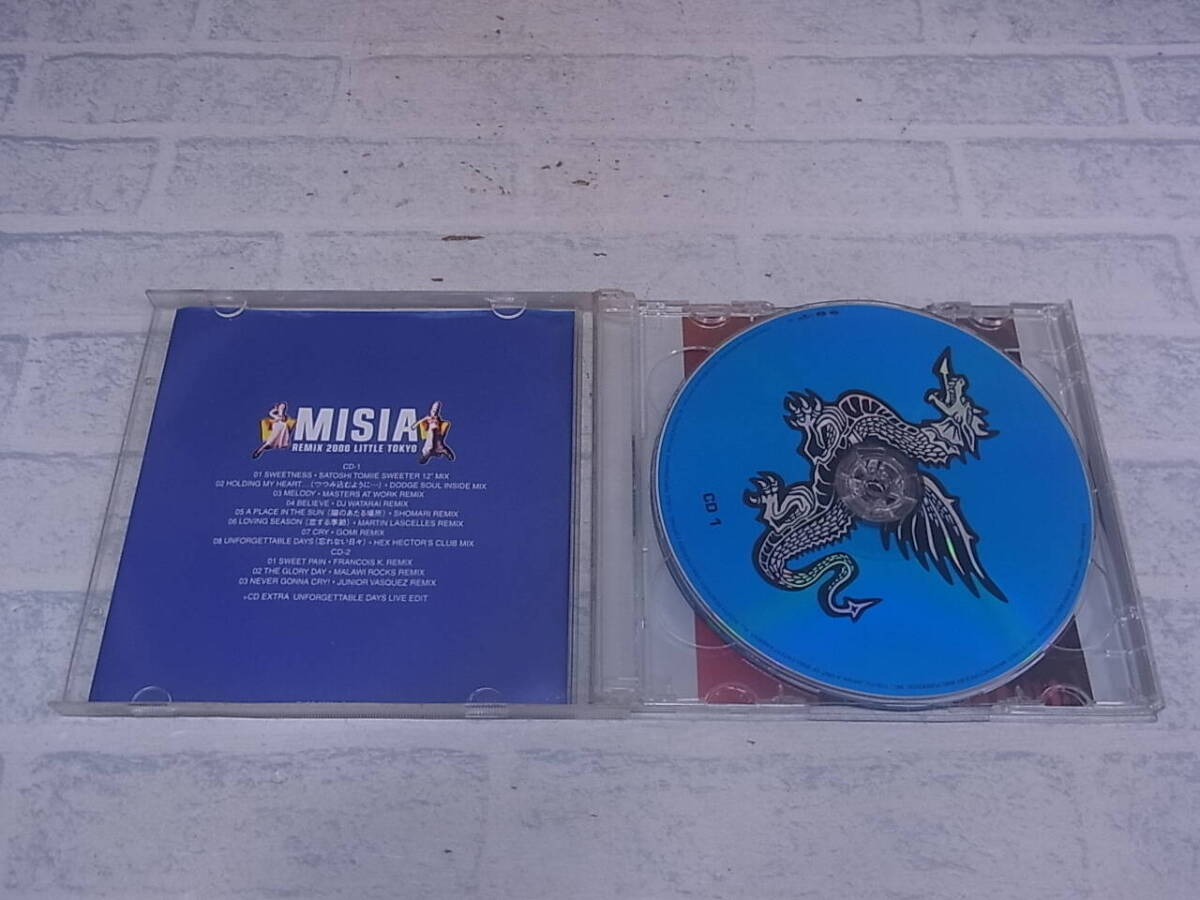 MISIA
REMIX 2000 LITTLE TOKYO
CD-1
01 SWEETNESS • SATOSHI TOMIIE SWEETER 12" MIX
02 HOLDING MY HEART...(つつみ込むように…) • DODGE SOUL INSIDE MIX
03 MELODY • MASTERS AT WORK REMIX
04 BELIEVE • DJ WATARAI REMIX
05 A PLACE IN THE SUN (陽のあたる場所) • SHOMARI REMIX
06 LOVING SEASON (恋する季節) • MARTIN LASCELLES REMIX
07 CRY • GOMI REMIX
08 UNFORGETTABLE DAYS (忘れない日々) • HEX HECTOR'S CLUB MIX
CD-2
01 SWEET PAIN • FRANCOIS K. REMIX
02 THE GLORY DAY • MALAWI ROCKS REMIX
03 NEVER GONNA CRY! • JUNIOR VASQUEZ REMIX
+CD EXTRA UNFORGETTABLE DAYS LIVE EDIT
CD 1